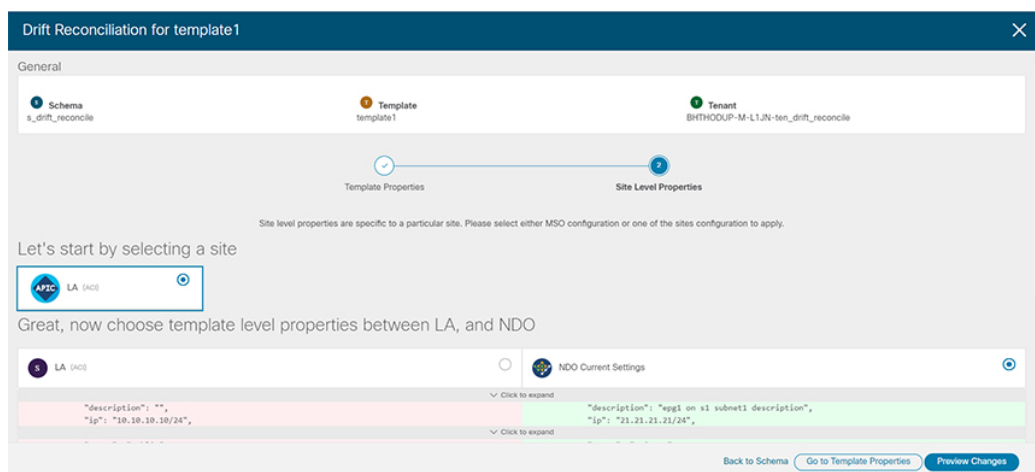 Drift Reconciliation for template1
General
S Schema
s_drift_reconcile
T Template
template1
T Tenant
BHTHODUP-M-L1JN-ten_drift_reconcile
2
Template Properties
Site Level Properties
Site level properties are specific to a particular site. Please select either MSO configuration or one of the sites configuration to apply.
Let's start by selecting a site
APIC LA (ACI)
Great, now choose template level properties between LA, and NDO
S LA (ACI)
NDO Current Settings
Click to expand
"description": "", "description": "epg1 on s1 subnet1 description",
"ip": "10.10.10.10/24", "ip": "21.21.21.21/24",
Click to expand
Back to Schema Go to Template Properties Preview Changes